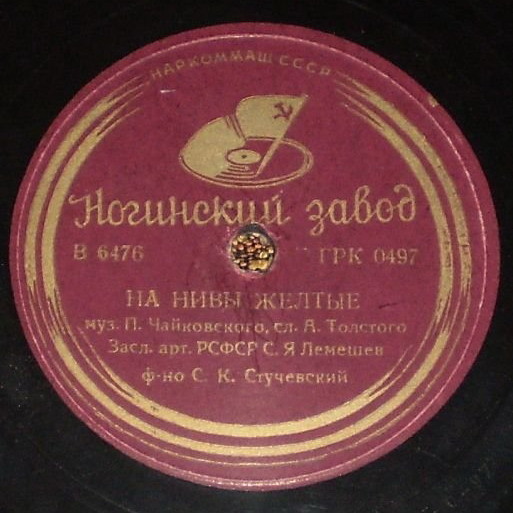 НАРКОММАШ СССР
Ногинский завод
В 6476 ГРК 0497
НА НИВЫ ЖЕЛТЫЕ
муз. П. Чайковского, сл. А. Толстого
Засл. арт. РСФСР С. Я Лемешев
ф-но С. К. Стучевский